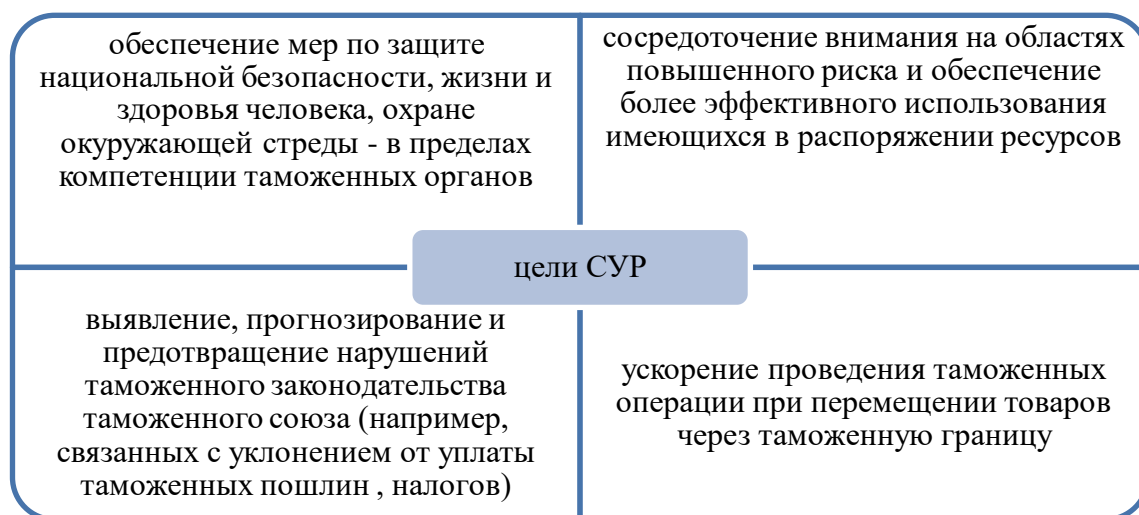 обеспечение мер по защите
национальной безопасности, жизни и
здоровья человека, охране
окуружающей стреды - в пределах
компетенции таможенных органов
сосредоточение внимания на областях
повышенного риска и обеспечение
более эффективного использования
имеющихся в распоряжении ресурсов
цели СУР
выявление, прогнозирование и
предотвращение нарушений
таможенного законодательства
таможенного союза (например,
связанных с уклонением от уплаты
таможенных пошлин , налогов)
ускорение проведения таможенных
операции при перемещении товаров
через таможенную границу